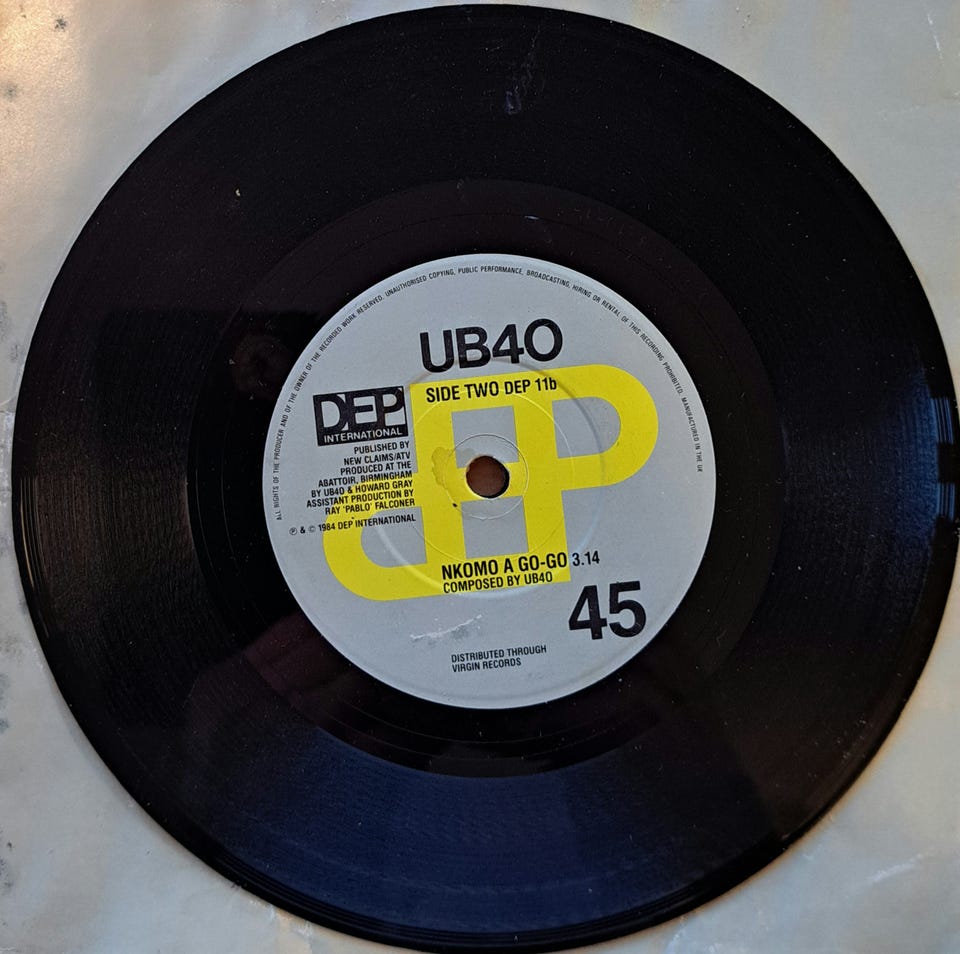 ALL RIGHTS OF THE PRODUCER AND OF THE OWNER OF THE RECORDED WORK RESERVED. UNAUTHORISED COPYING, PUBLIC PERFORMANCE, BROADCASTING, HIRING OR RENTAL OF THIS RECORDING PROHIBITED. MANUFACTURED IN THE UK
UB40
SIDE TWO DEP 11b
DEP
INTERNATIONAL
DEP
PUBLISHED BY
NEW CLAIMS/ATV
PRODUCED AT THE
ABATTOIR, BIRMINGHAM
BY UB40 & HOWARD GRAY
ASSISTANT PRODUCTION BY
RAY 'PABLO' FALCONER
℗ & © 1984 DEP INTERNATIONAL
NKOMO A GO-GO 3.14
COMPOSED BY UB40
45
DISTRIBUTED THROUGH
VIRGIN RECORDS